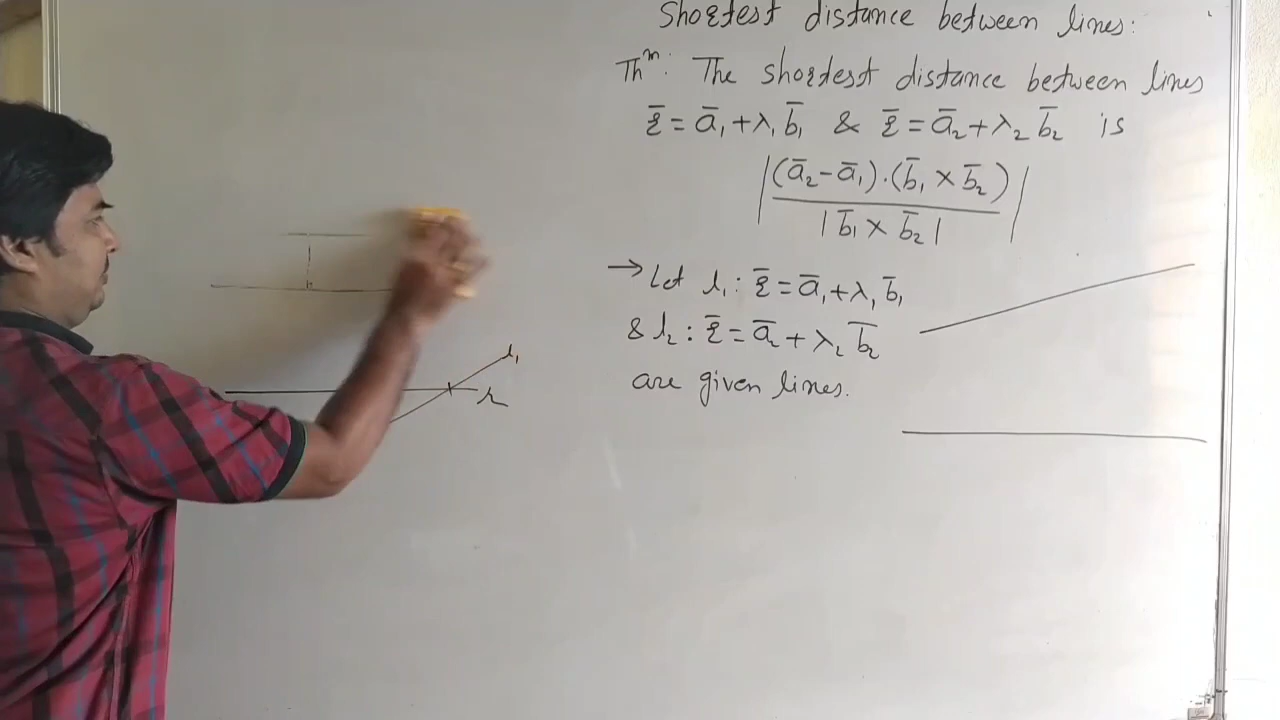 Shortest distance between lines:
Thᵐ: The shortest distance between lines
r̄ = ā₁ + λ₁ b̄₁ & r̄ = ā₂ + λ₂ b̄₂ is
| (ā₂ - ā₁) . (b̄₁ × b̄₂)
| b̄₁ × b̄₂ | |
→ Let l₁ : r̄ = ā₁ + λ₁ b̄₁
& l₂ : r̄ = ā₂ + λ₂ b̄₂
are given lines.
l₁